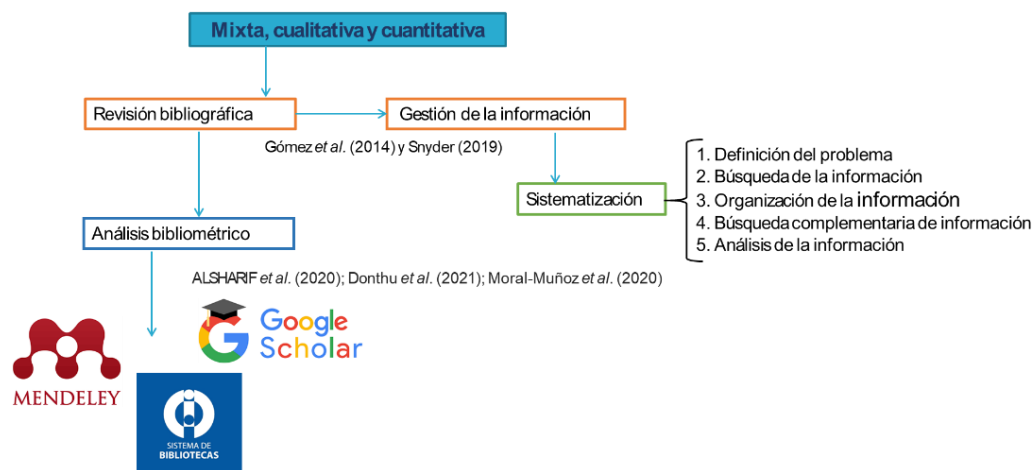 Mixta, cualitativa y cuantitativa
Revisión bibliográfica
Gestión de la información
Gómez et al. (2014) y Snyder (2019)
Sistematización
1. Definición del problema
2. Búsqueda de la información
3. Organización de la información
4. Búsqueda complementaria de información
5. Análisis de la información
Análisis bibliométrico
ALSHARIF et al. (2020); Donthu et al. (2021); Moral-Muñoz et al. (2020)
MENDELEY
Google
Scholar
SISTEMA DE
BIBLIOTECAS